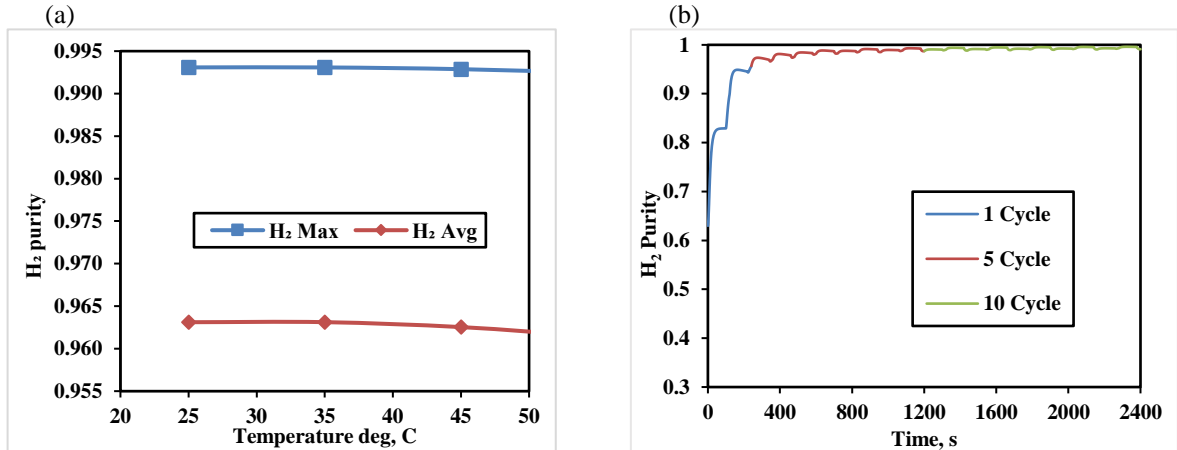 (a)
0.995
0.990
0.985
0.980
0.975
0.970
0.965
0.960
0.955
H₂ purity
H₂ Max
H₂ Avg
20 25 30 35 40 45 50
Temperature deg, C
(b)
1
0.9
0.8
0.7
0.6
0.5
0.4
0.3
H₂ Purity
1 Cycle
5 Cycle
10 Cycle
0 400 800 1200 1600 2000 2400
Time, s